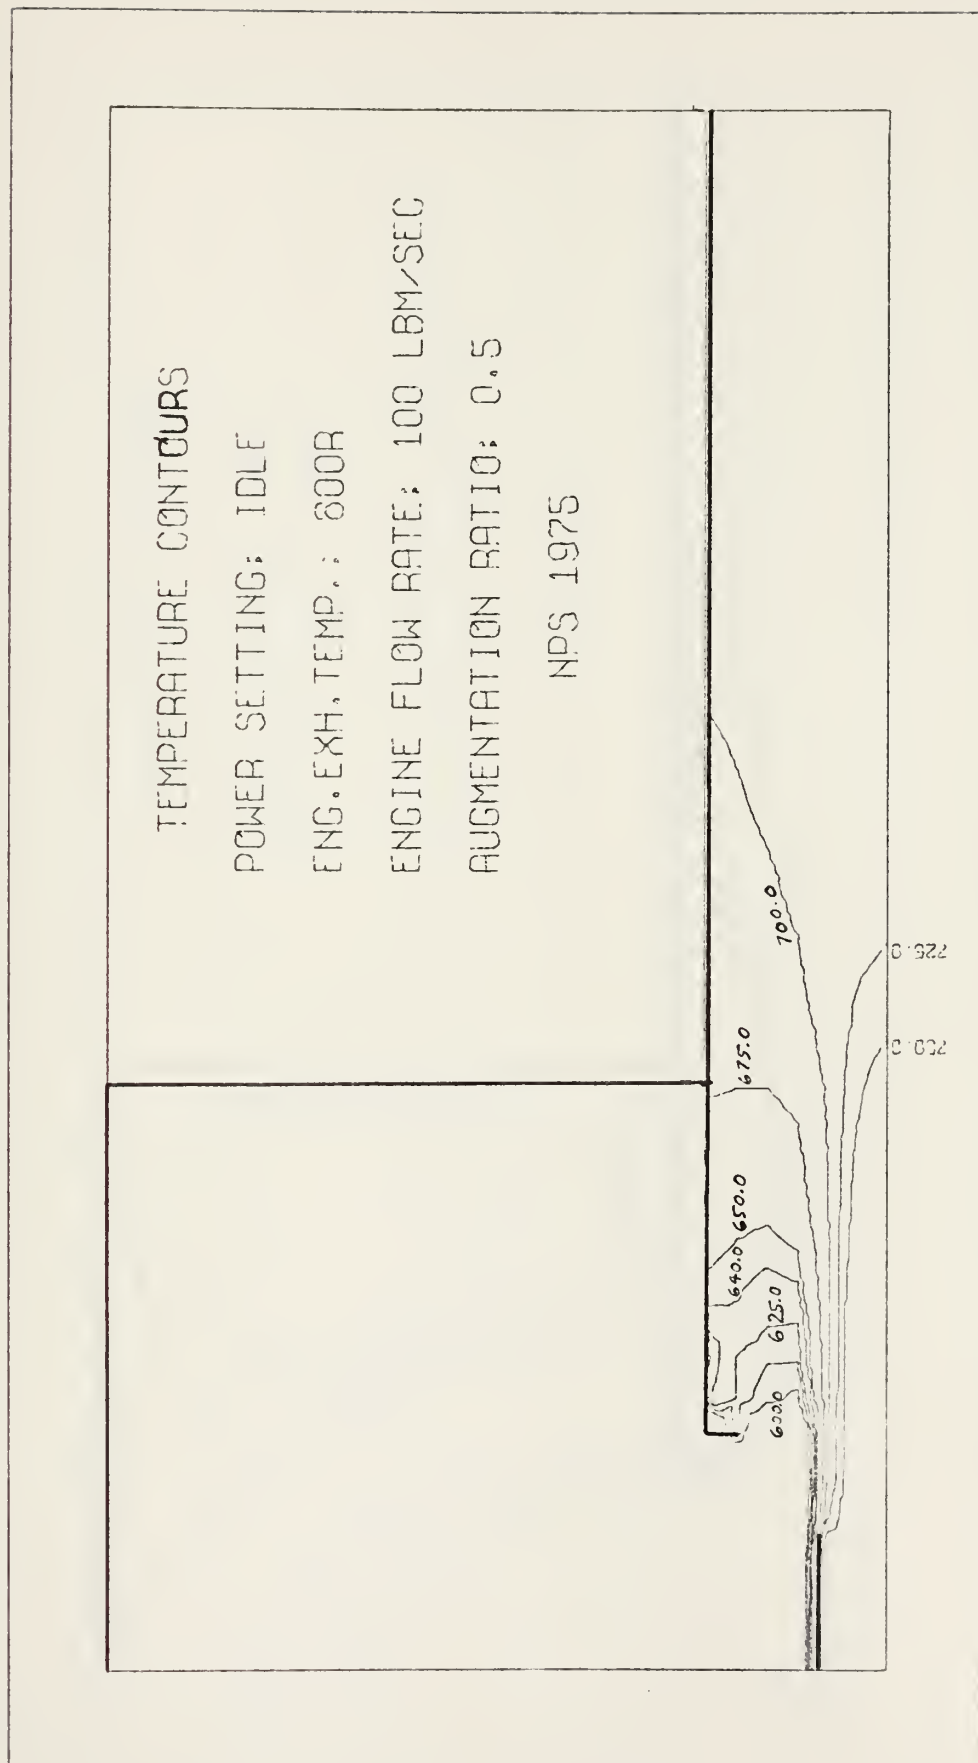 TEMPERATURE CONTOURS
POWER SETTING: IDLE
ENG.EXH.TEMP.: 800R
ENGINE FLOW RATE: 100 LBM/SEC
AUGMENTATION RATIO: 0.5
NPS 1975
600.0
625.0
640.0
650.0
675.0
700.0
750.0
725.0